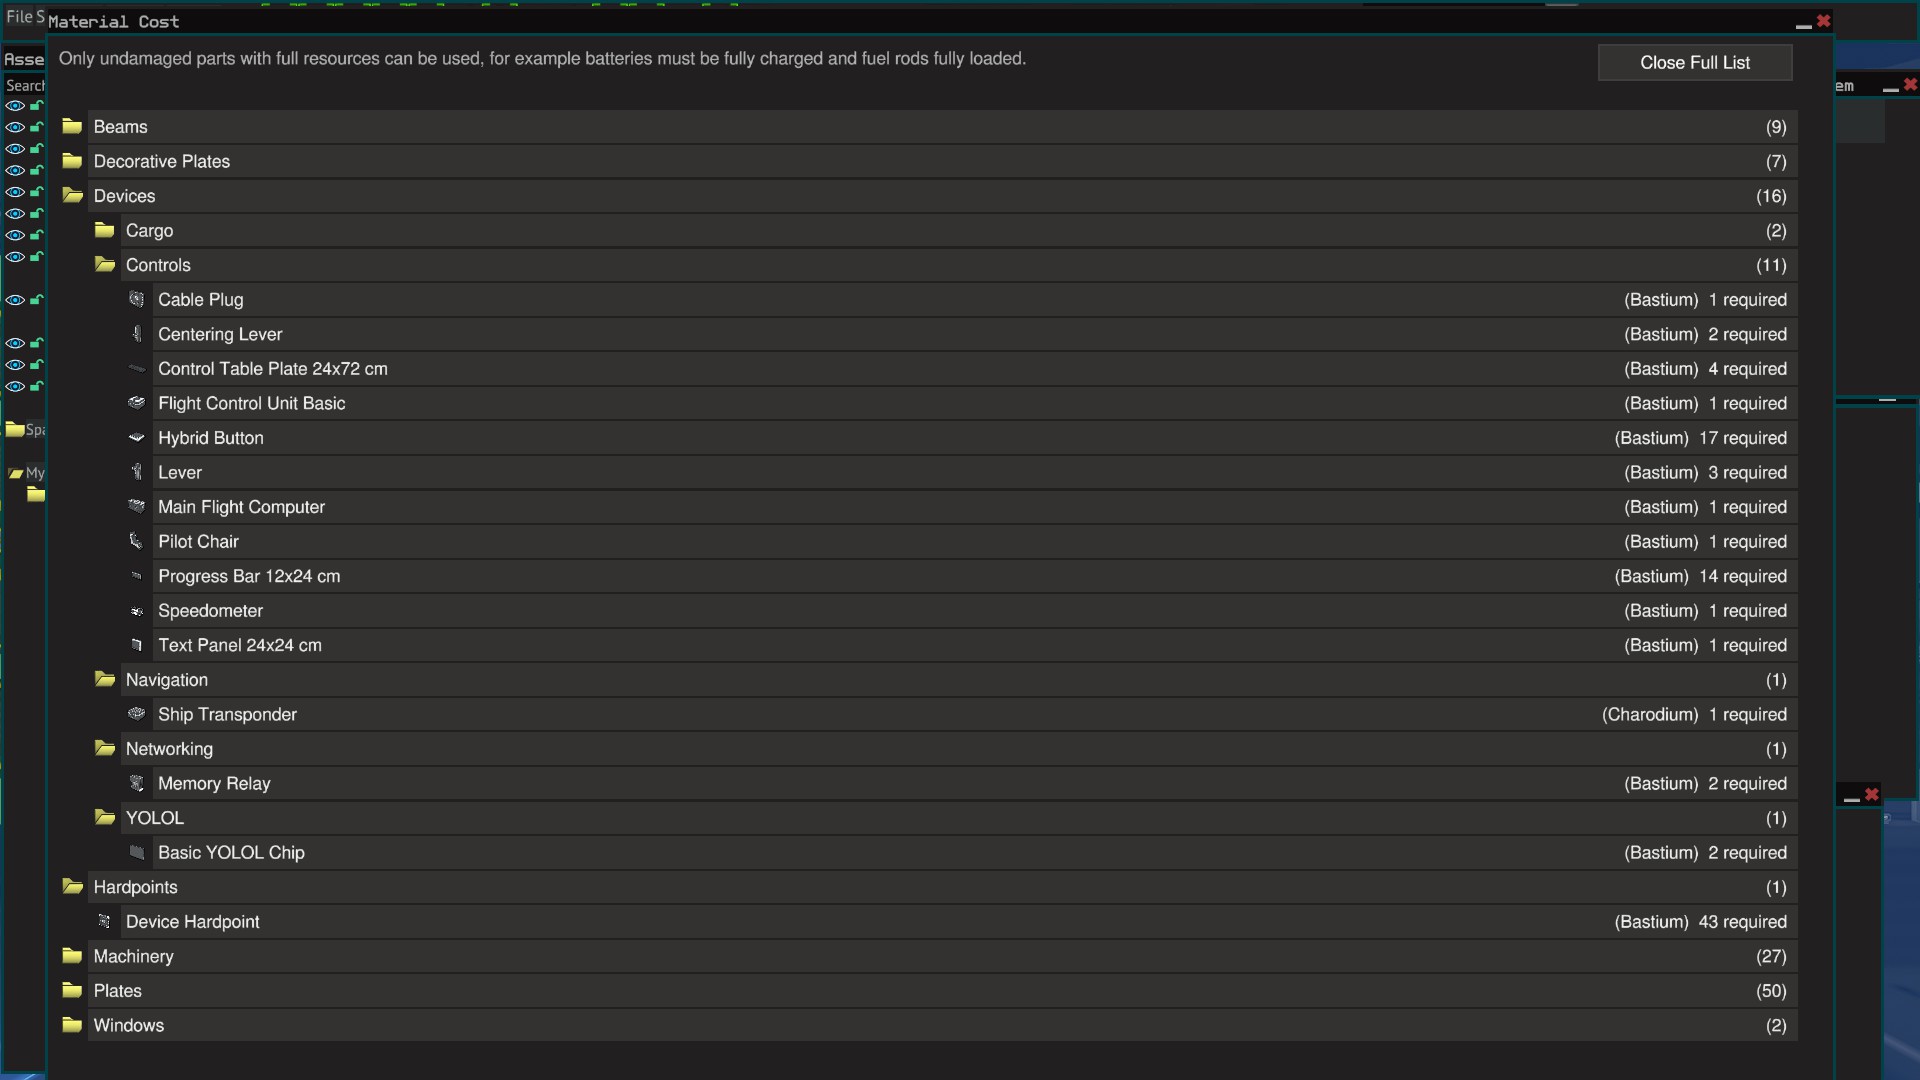 File S
Material Cost
Asse
Only undamaged parts with full resources can be used, for example batteries must be fully charged and fuel rods fully loaded.
Close Full List
Search
em
Beams (9)
Decorative Plates (7)
Devices (16)
Cargo (2)
Controls (11)
Cable Plug (Bastium) 1 required
Centering Lever (Bastium) 2 required
Control Table Plate 24x72 cm (Bastium) 4 required
Flight Control Unit Basic (Bastium) 1 required
Hybrid Button (Bastium) 17 required
Spa
Lever (Bastium) 3 required
My
Main Flight Computer (Bastium) 1 required
Pilot Chair (Bastium) 1 required
Progress Bar 12x24 cm (Bastium) 14 required
Speedometer (Bastium) 1 required
Text Panel 24x24 cm (Bastium) 1 required
Navigation (1)
Ship Transponder (Charodium) 1 required
Networking (1)
Memory Relay (Bastium) 2 required
YOLOL (1)
Basic YOLOL Chip (Bastium) 2 required
Hardpoints (1)
Device Hardpoint (Bastium) 43 required
Machinery (27)
Plates (50)
Windows (2)